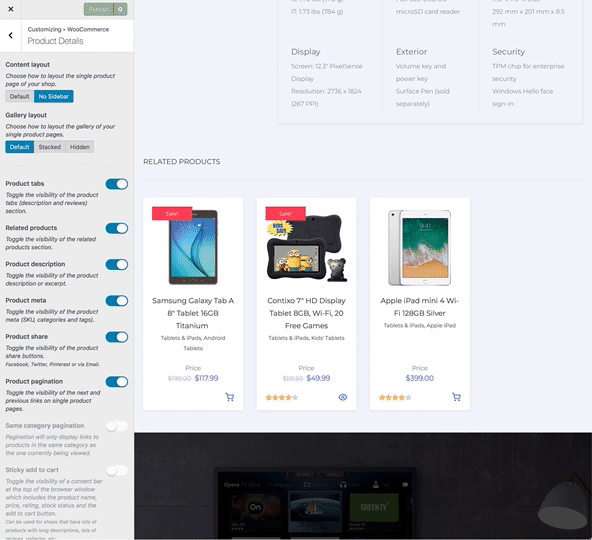 Publish
Customizing ▸ WooCommerce
Product Details
Content layout
Choose how to layout the single product
page of your shop.
Default No Sidebar
Gallery layout
Choose how to layout the gallery of your
single product pages.
Default Stacked Hidden
Product tabs
Toggle the visibility of the product
tabs (description and reviews)
section.
Related products
Toggle the visibility of the related
products section.
Product description
Toggle the visibility of the product
description or excerpt.
Product meta
Toggle the visibility of the product
meta (SKU, categories and tags).
Product share
Toggle the visibility of the product
share buttons.
Facebook, Twitter, Pinterest or via Email.
Product pagination
Toggle the visibility of the next and
previous links on single product
pages.
Same category pagination
Pagination will only display links to
products in the same category as
the one currently being viewed.
Sticky add to cart
Toggle the visibility of a content bar
at the top of the browser window
which includes the product name,
price, rating, stock status and the
add to cart button.
Can be used for shops that have lots of
products with long descriptions, lots of
i7: 1.73 lbs (784 g)
microSD card reader
292 mm x 201 mm x 8.5
mm
Display
Screen: 12.3" PixelSense
Display
Resolution: 2736 x 1824
(267 PPI)
Exterior
Volume key and
power key
Surface Pen (sold
separately)
Security
TPM chip for enterprise
security
Windows Hello face
sign-in
RELATED PRODUCTS
Sale!
Samsung Galaxy Tab A
8" Tablet 16GB
Titanium
Tablets & iPads, Android
Tablets
Price
$199.00 $117.99
Sale!
KIDS
SAFE
Contixo 7" HD Display
Tablet 8GB, Wi-Fi, 20
Free Games
Tablets & iPads, Kids' Tablets
Price
$59.50 $49.99
Apple iPad mini 4 Wi-
Fi 128GB Silver
Tablets & iPads, Apple iPad
Price
$399.00
Opera TV Store
On
CNBC
GREENTV